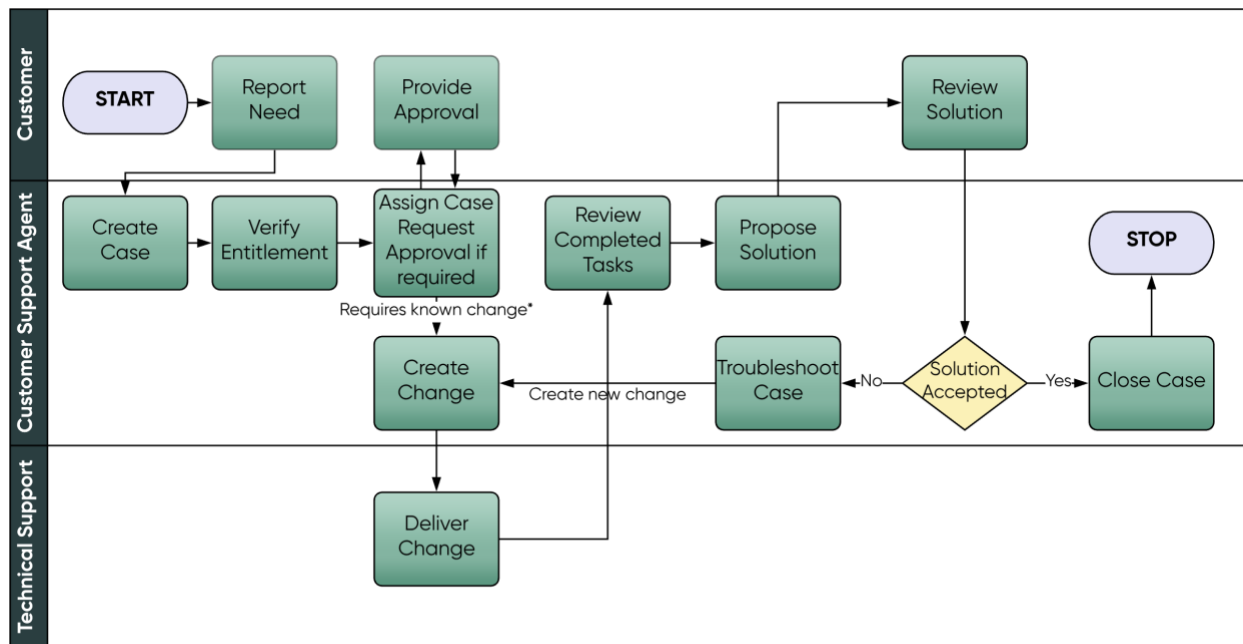 Customer
START
Report
Need
Provide
Approval
Review
Solution
Customer Support Agent
Create
Case
Verify
Entitlement
Assign Case
Request
Approval if
required
Review
Completed
Tasks
Propose
Solution
STOP
Requires known change*
Create
Change
Create new change
Troubleshoot
Case
No
Solution
Accepted
Yes
Close Case
Technical Support
Deliver
Change